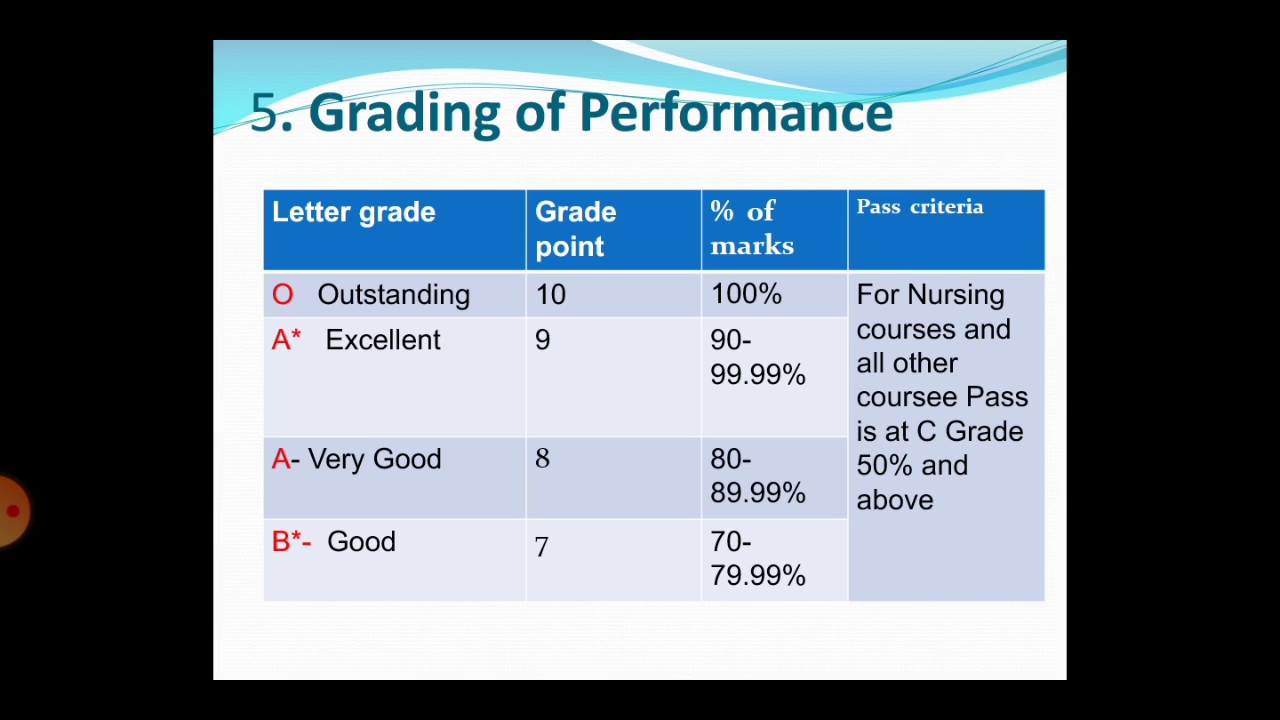 5. Grading of Performance
Letter grade
Grade
point
% of
marks
Pass criteria
O Outstanding
10
100%
For Nursing
courses and
all other
coursee Pass
is at C Grade
50% and
above
A* Excellent
9
90-
99.99%
A- Very Good
8
80-
89.99%
B*- Good
7
70-
79.99%